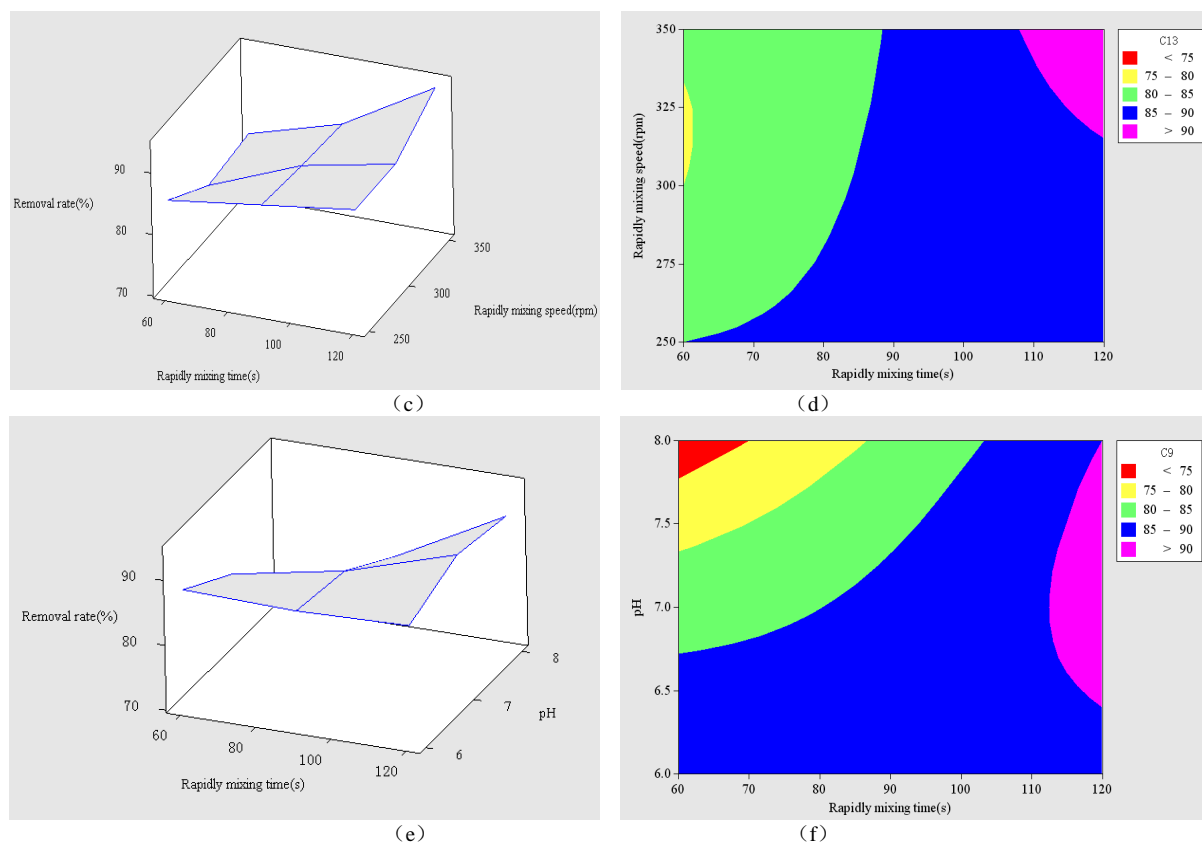 90
80
70
Removal rate(%)
60
80
100
120
Rapidly mixing time(s)
250
300
350
Rapidly mixing speed(rpm)
(c)
350
325
300
275
250
Rapidly mixing speed(rpm)
60 70 80 90 100 110 120
Rapidly mixing time(s)
C13
< 75
75 – 80
80 – 85
85 – 90
> 90
(d)
90
80
70
Removal rate(%)
60
80
100
120
Rapidly mixing time(s)
6
7
8
pH
(e)
8.0
7.5
7.0
6.5
6.0
pH
60 70 80 90 100 110 120
Rapidly mixing time(s)
C9
< 75
75 – 80
80 – 85
85 – 90
> 90
(f)